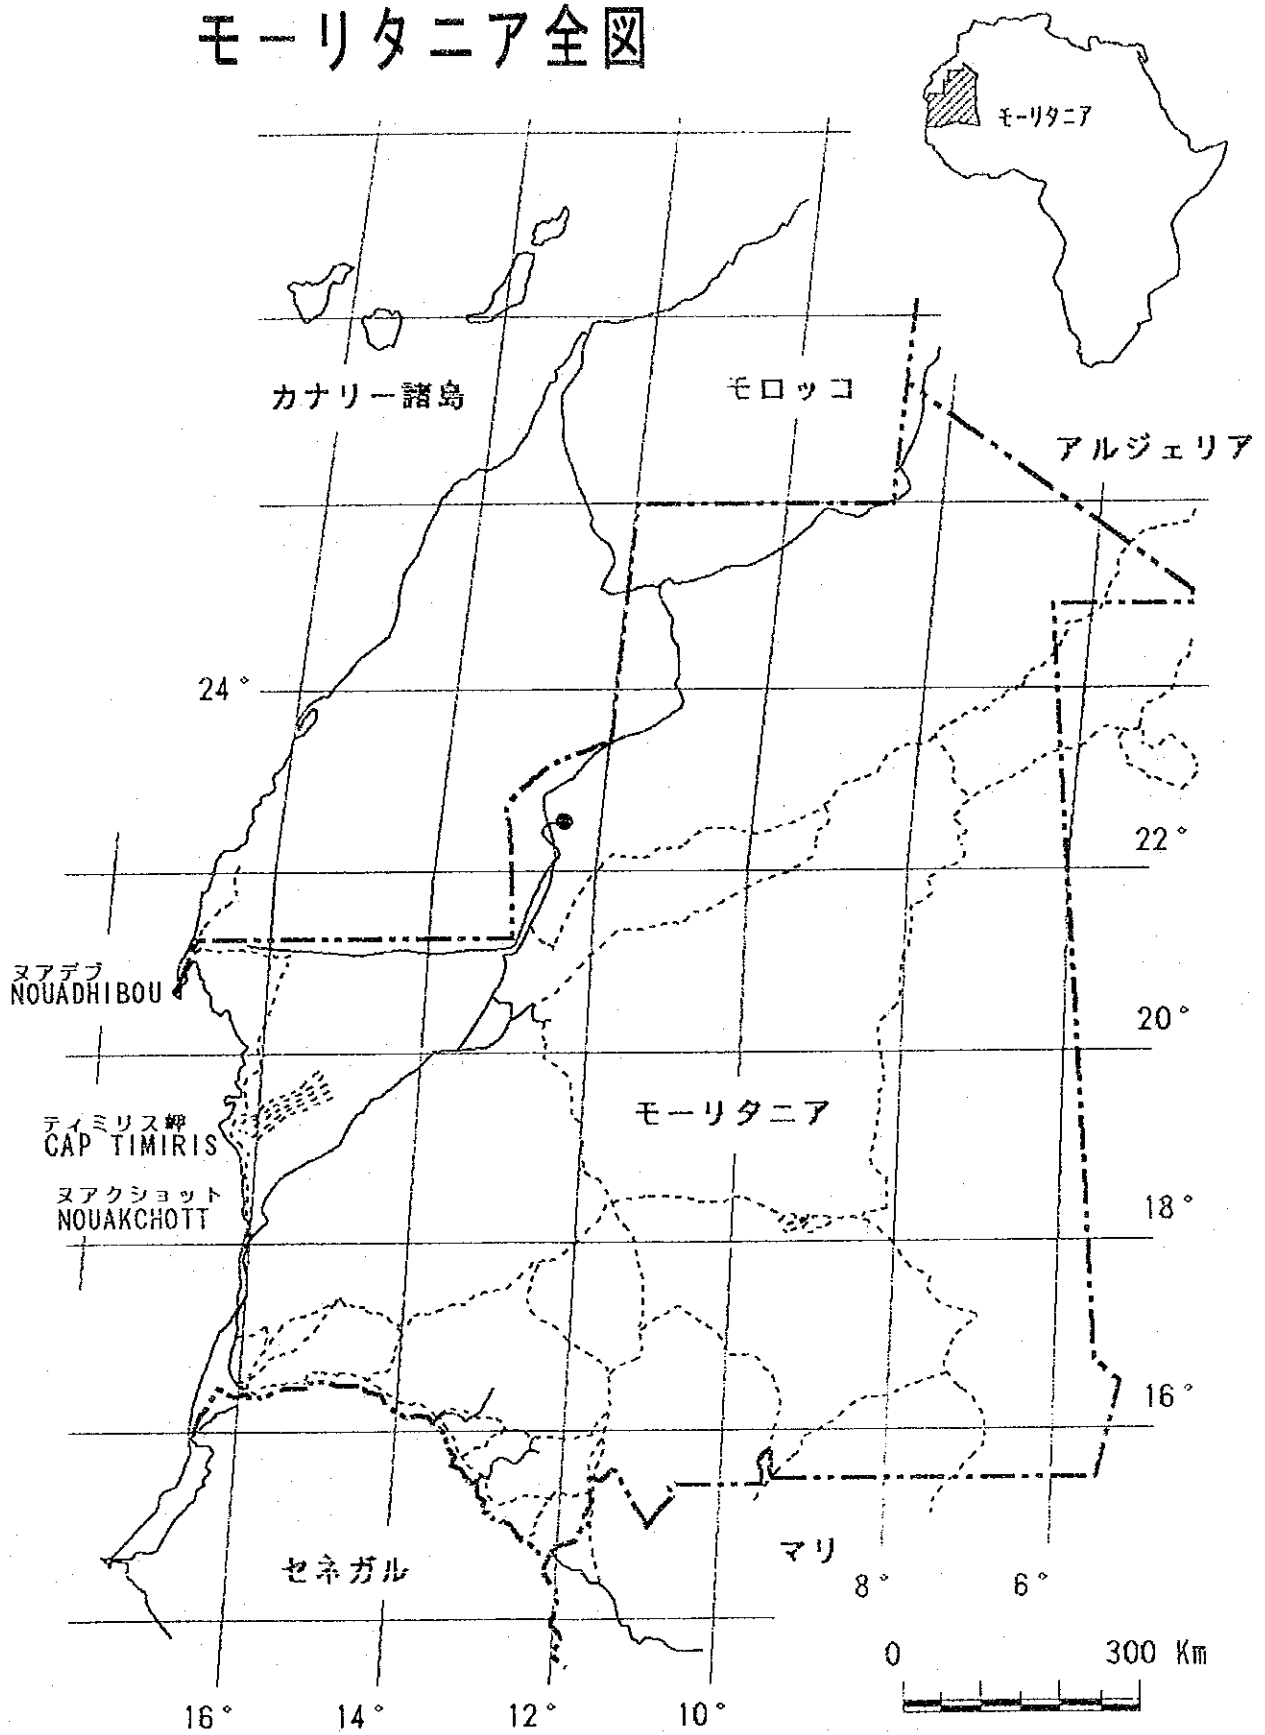 モーリタニア全図
モーリタニア
カナリー諸島
モロッコ
アルジェリア
24°
22°
ヌアデブ
NOUADHIBOU
20°
ティミリス岬
CAP TIMIRIS
モーリタニア
ヌアクショット
NOUAKCHOTT
18°
16°
セネガル
マリ
8°
6°
0
300 Km
16°
14°
12°
10°